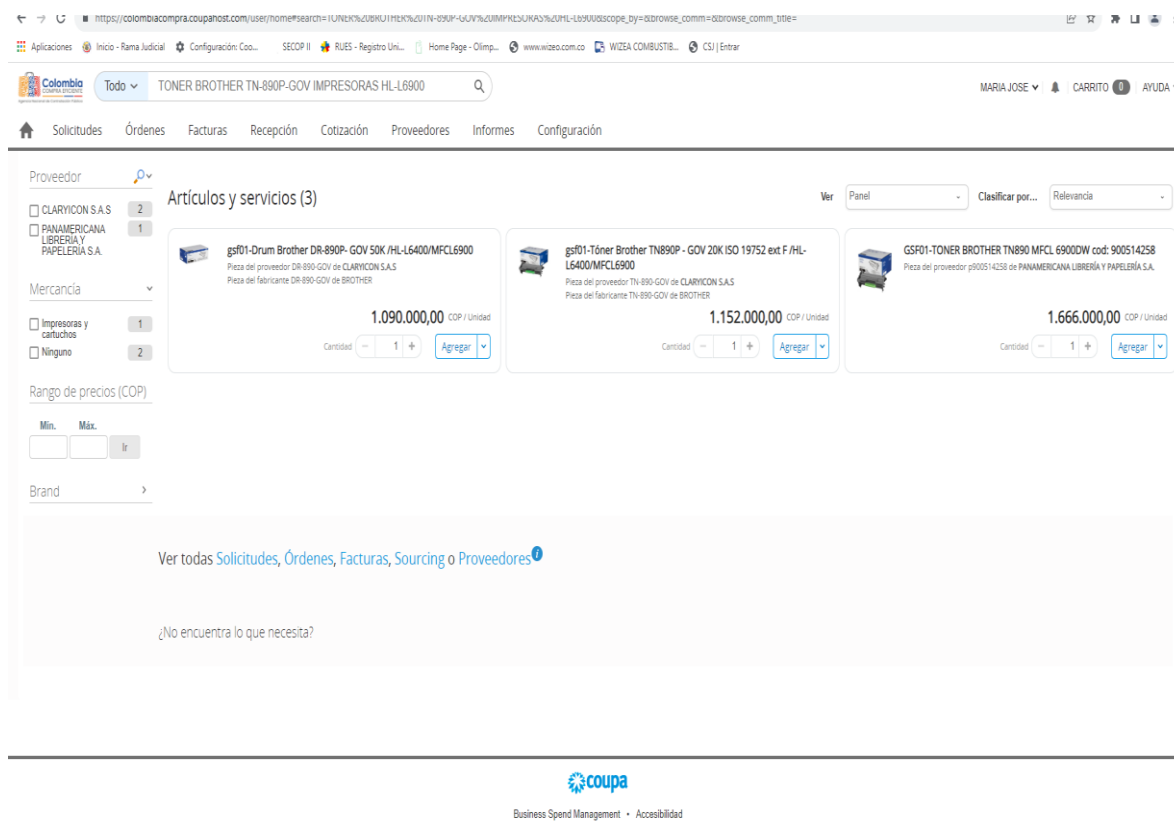 https://colombiacompra.coupahost.com/user/home#search=TONER%20BROTHER%20TN-890P-GOV%20IMPRESORAS%20HL-L6900&scope_by=&browse_comm=&browse_comm_title=
Aplicaciones Inicio - Rama Judicial Configuración: Coo... SECOP II RUES - Registro Uni... Home Page - Olimp... www.wizeo.com.co WIZEA COMBUSTIB... CSJ | Entrar
Colombia
COMPRA EFICIENTE
Todo TONER BROTHER TN-890P-GOV IMPRESORAS HL-L6900
MARIA JOSE CARRITO 0 AYUDA
Solicitudes Órdenes Facturas Recepción Cotización Proveedores Informes Configuración
Proveedor
CLARYICON S.A.S 2
PANAMERICANA 1
LIBRERÍA Y
PAPELERÍA S.A.
Mercancía
Impresoras y 1
cartuchos
Ninguno 2
Rango de precios (COP)
Mín. Máx.
Ir
Brand
Artículos y servicios (3)
Ver Panel Clasificar por... Relevancia
gsf01-Drum Brother DR-890P- GOV 50K /HL-L6400/MFCL6900
Pieza del proveedor DR-890-GOV de CLARYICON S.A.S
Pieza del fabricante DR-890-GOV de BROTHER
1.090.000,00 COP / Unidad
Cantidad − 1 + Agregar
gsf01-Tóner Brother TN890P - GOV 20K ISO 19752 ext F /HL-
L6400/MFCL6900
Pieza del proveedor TN-890-GOV de CLARYICON S.A.S
Pieza del fabricante TN-890-GOV de BROTHER
1.152.000,00 COP / Unidad
Cantidad − 1 + Agregar
GSF01-TONER BROTHER TN890 MFCL 6900DW cod: 900514258
Pieza del proveedor p900514258 de PANAMERICANA LIBRERÍA Y PAPELERÍA S.A.
1.666.000,00 COP / Unidad
Cantidad − 1 + Agregar
Ver todas Solicitudes, Órdenes, Facturas, Sourcing o Proveedores
¿No encuentra lo que necesita?
coupa
Business Spend Management • Accesibilidad